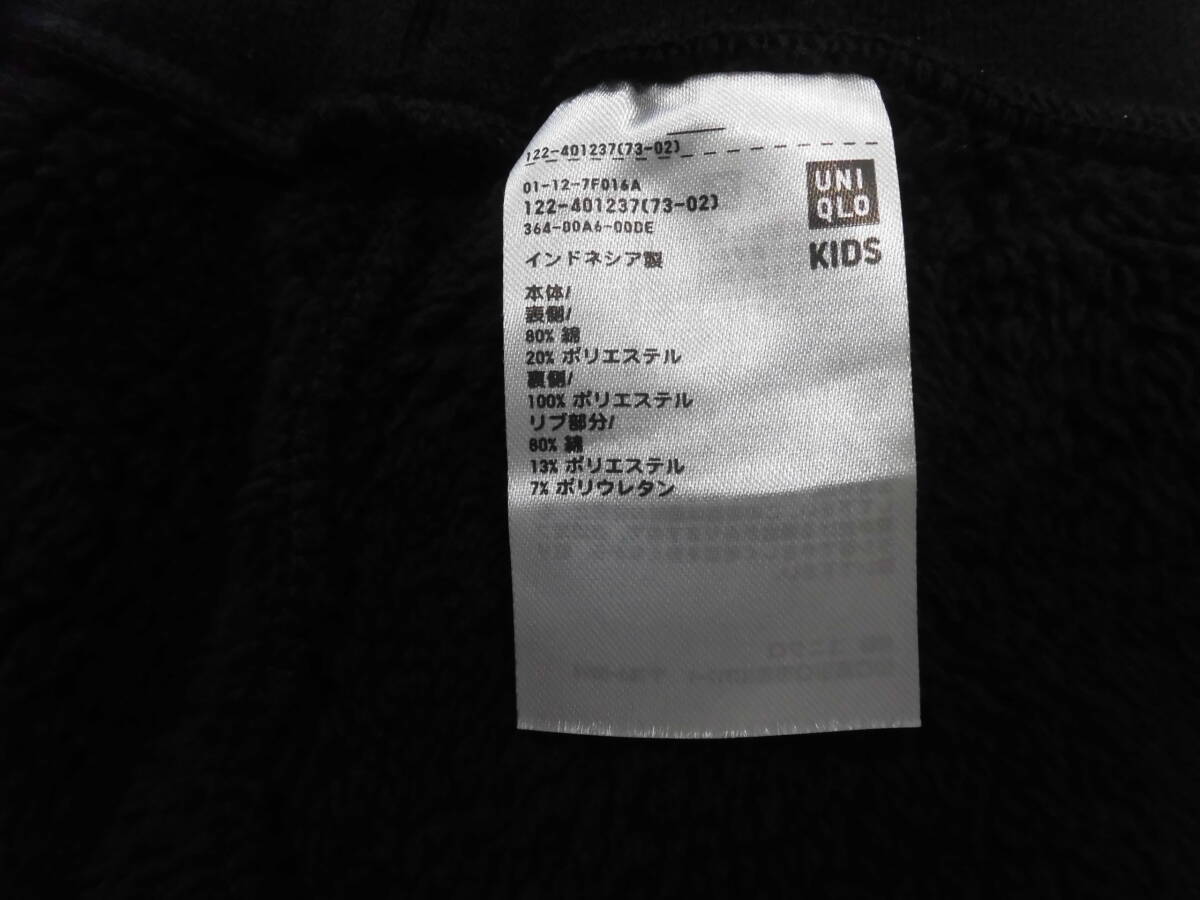 122-401237(73-02)
01-12-7F016A
122-401237(73-02)
364-00A6-00DE
インドネシア製
本体/
表側/
80% 綿
20% ポリエステル
裏側/
100% ポリエステル
リブ部分/
80% 綿
13% ポリエステル
7% ポリウレタン
UNI
QLO
KIDS